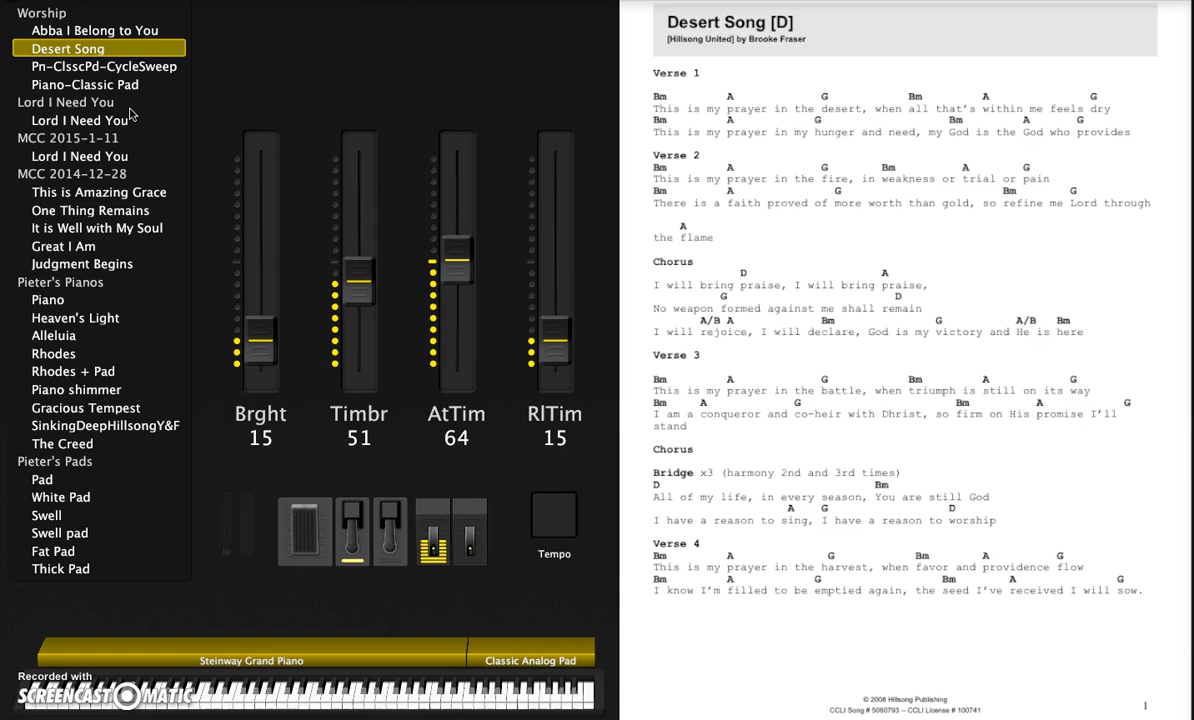 Worship
Abba I Belong to You
Desert Song
Pn-ClsscPd-CycleSweep
Piano-Classic Pad
Lord I Need You
Lord I Need You
MCC 2015-1-11
Lord I Need You
MCC 2014-12-28
This is Amazing Grace
One Thing Remains
It is Well with My Soul
Great I Am
Judgment Begins
Pieter's Pianos
Piano
Heaven's Light
Alleluia
Rhodes
Rhodes + Pad
Piano shimmer
Gracious Tempest
SinkingDeepHillsongY&F
The Creed
Pieter's Pads
Pad
White Pad
Swell
Swell pad
Fat Pad
Thick Pad
Brght Timbr AtTim RlTim
15 51 64 15
Tempo
Steinway Grand Piano Classic Analog Pad
Recorded with
SCREENCAST-O-MATIC
Desert Song [D]
[Hillsong United] by Brooke Fraser
Verse 1
Bm A G Bm A G
This is my prayer in the desert, when all that's within me feels dry
Bm A G Bm A G
This is my prayer in my hunger and need, my God is the God who provides
Verse 2
Bm A G Bm A G
This is my prayer in the fire, in weakness or trial or pain
Bm A G Bm G
There is a faith proved of more worth than gold, so refine me Lord through
A
the flame
Chorus
D A
I will bring praise, I will bring praise,
G D
No weapon formed against me shall remain
A/B A Bm G A/B Bm
I will rejoice, I will declare, God is my victory and He is here
Verse 3
Bm A G Bm A G
This is my prayer in the battle, when triumph is still on its way
Bm A G Bm A G
I am a conqueror and co-heir with Dhrist, so firm on His promise I'll
stand
Chorus
Bridge x3 (harmony 2nd and 3rd times)
D Bm
All of my life, in every season, You are still God
A G D
I have a reason to sing, I have a reason to worship
Verse 4
Bm A G Bm A G
This is my prayer in the harvest, when favor and providence flow
Bm A G Bm A G
I know I'm filled to be emptied again, the seed I've received I will sow.
© 2008 Hillsong Publishing
CCLI Song # 5060793 -- CCLI License # 100741
1